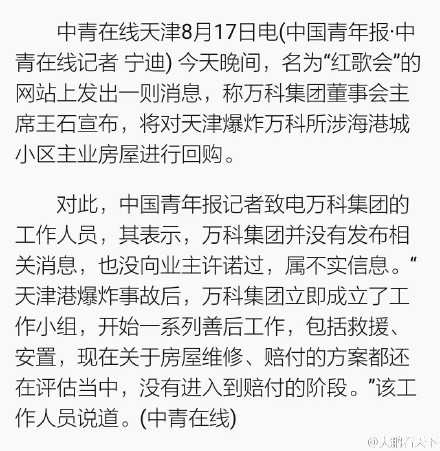 中青在线天津8月17日电(中国青年报·中
青在线记者 宁迪) 今天晚间，名为“红歌会”的
网站上发出一则消息，称万科集团董事会主
席王石宣布，将对天津爆炸万科所涉海港城
小区主业房屋进行回购。
对此，中国青年报记者致电万科集团的
工作人员，其表示，万科集团并没有发布相
关消息，也没向业主许诺过，属不实信息。“
天津港爆炸事故后，万科集团立即成立了工
作小组，开始一系列善后工作，包括救援、
安置，现在关于房屋维修、赔付的方案都还
在评估当中，没有进入到赔付的阶段。”该工
作人员说道。(中青在线)
@大鹏看天下